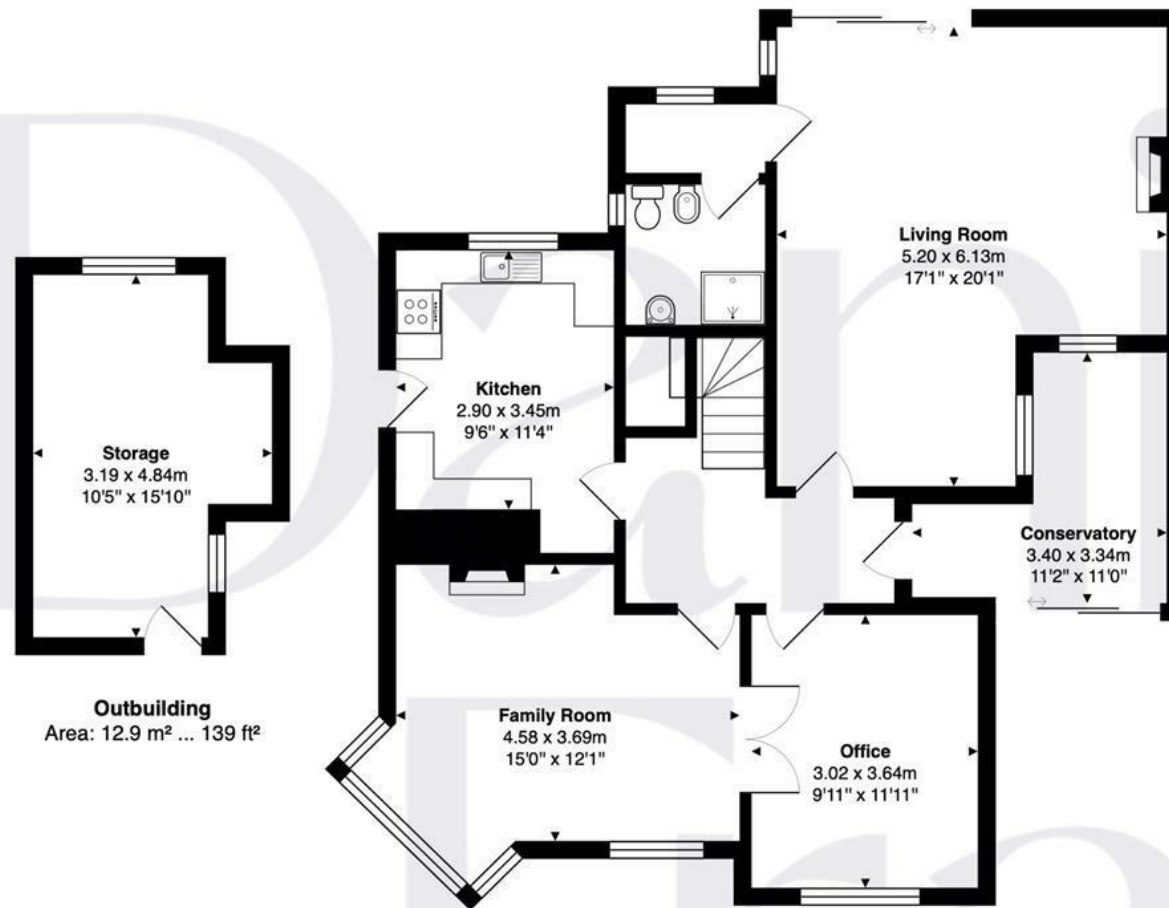 Living Room
5.20 x 6.13m
17'1" x 20'1"
Kitchen
2.90 x 3.45m
9'6" x 11'4"
Storage
3.19 x 4.84m
10'5" x 15'10"
Conservatory
3.40 x 3.34m
11'2" x 11'0"
Outbuilding
Area: 12.9 m² ... 139 ft²
Family Room
4.58 x 3.69m
15'0" x 12'1"
Office
3.02 x 3.64m
9'11" x 11'11"